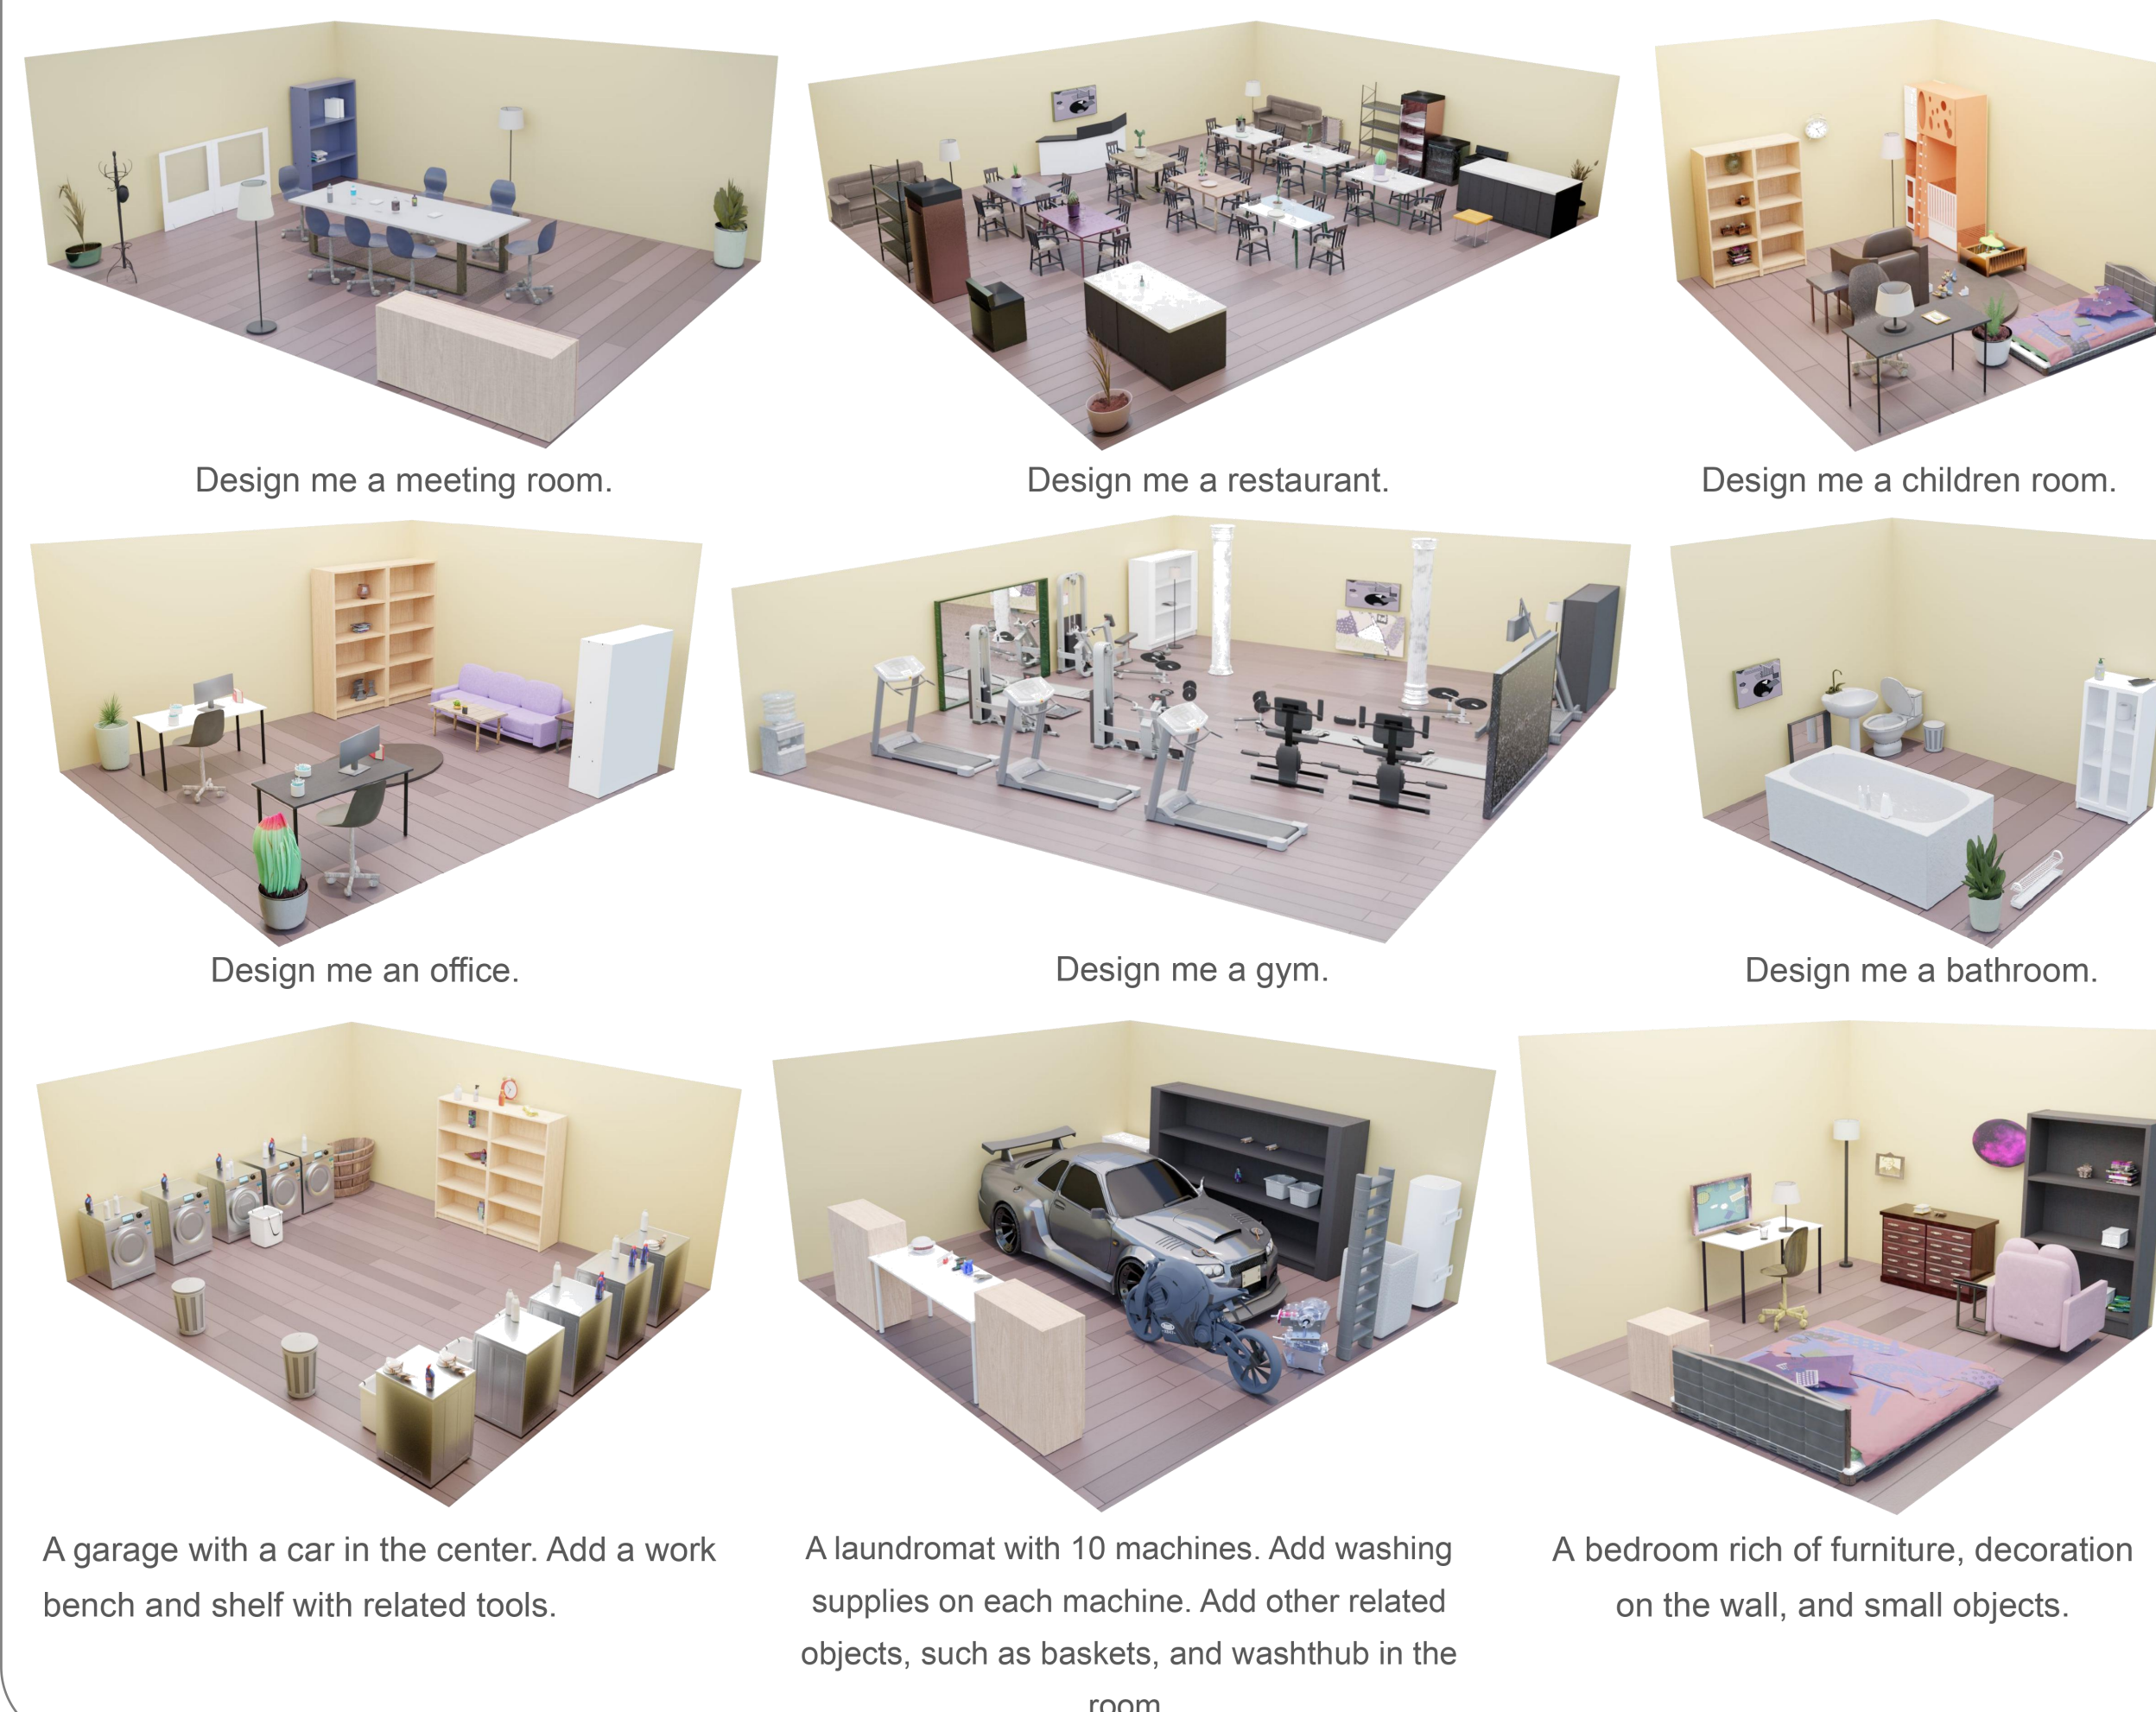 Design me a meeting room.
Design me a restaurant.
Design me a children room.
Design me an office.
Design me a gym.
Design me a bathroom.
A garage with a car in the center. Add a work
bench and shelf with related tools.
A laundromat with 10 machines. Add washing
supplies on each machine. Add other related
objects, such as baskets, and washthub in the
room
A bedroom rich of furniture, decoration
on the wall, and small objects.